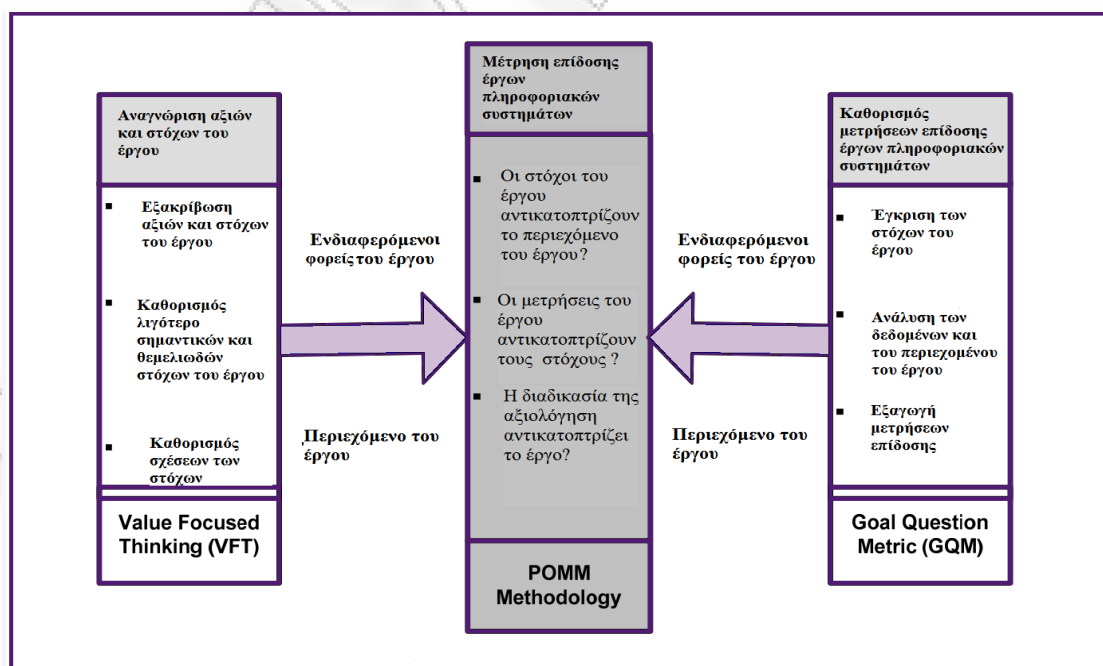 Αναγνώριση αξιών
και στόχων του
έργου
▪ Εξακρίβωση
αξιών και στόχων
του έργου
▪ Καθορισμός
λιγότερο
σημαντικών και
θεμελιωδών
στόχων του έργου
▪ Καθορισμός
σχέσεων των
στόχων
Value Focused
Thinking (VFT)
Ενδιαφερόμενοι
φορείς του έργου
Περιεχόμενο του
έργου
Μέτρηση επίδοσης
έργων
πληροφοριακών
συστημάτων
▪ Οι στόχοι του
έργου
αντικατοπτρίζουν
το περιεχόμενο
του έργου?
▪ Οι μετρήσεις του
έργου
αντικατοπτρίζουν
τους στόχους ?
▪ Η διαδικασία της
αξιολόγηση
αντικατοπτρίζει
το έργο?
POMM
Methodology
Ενδιαφερόμενοι
φορείς του έργου
Περιεχόμενο του
έργου
Καθορισμός
μετρήσεων επίδοσης
έργων πληροφοριακών
συστημάτων
▪ Έγκριση των
στόχων του
έργου
▪ Ανάλυση των
δεδομένων και
του περιεχομένου
του έργου
▪ Εξαγωγή
μετρήσεων
επίδοσης
Goal Question
Metric (GQM)